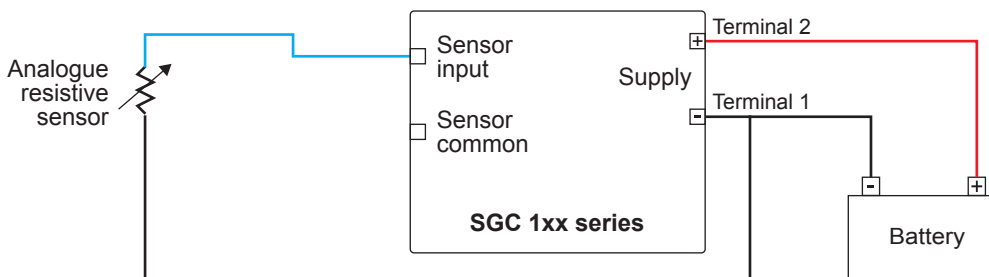 Analogue
resistive
sensor
Sensor
input
Sensor
common
SGC 1xx series
Supply
+
-
Terminal 2
Terminal 1
-
+
Battery